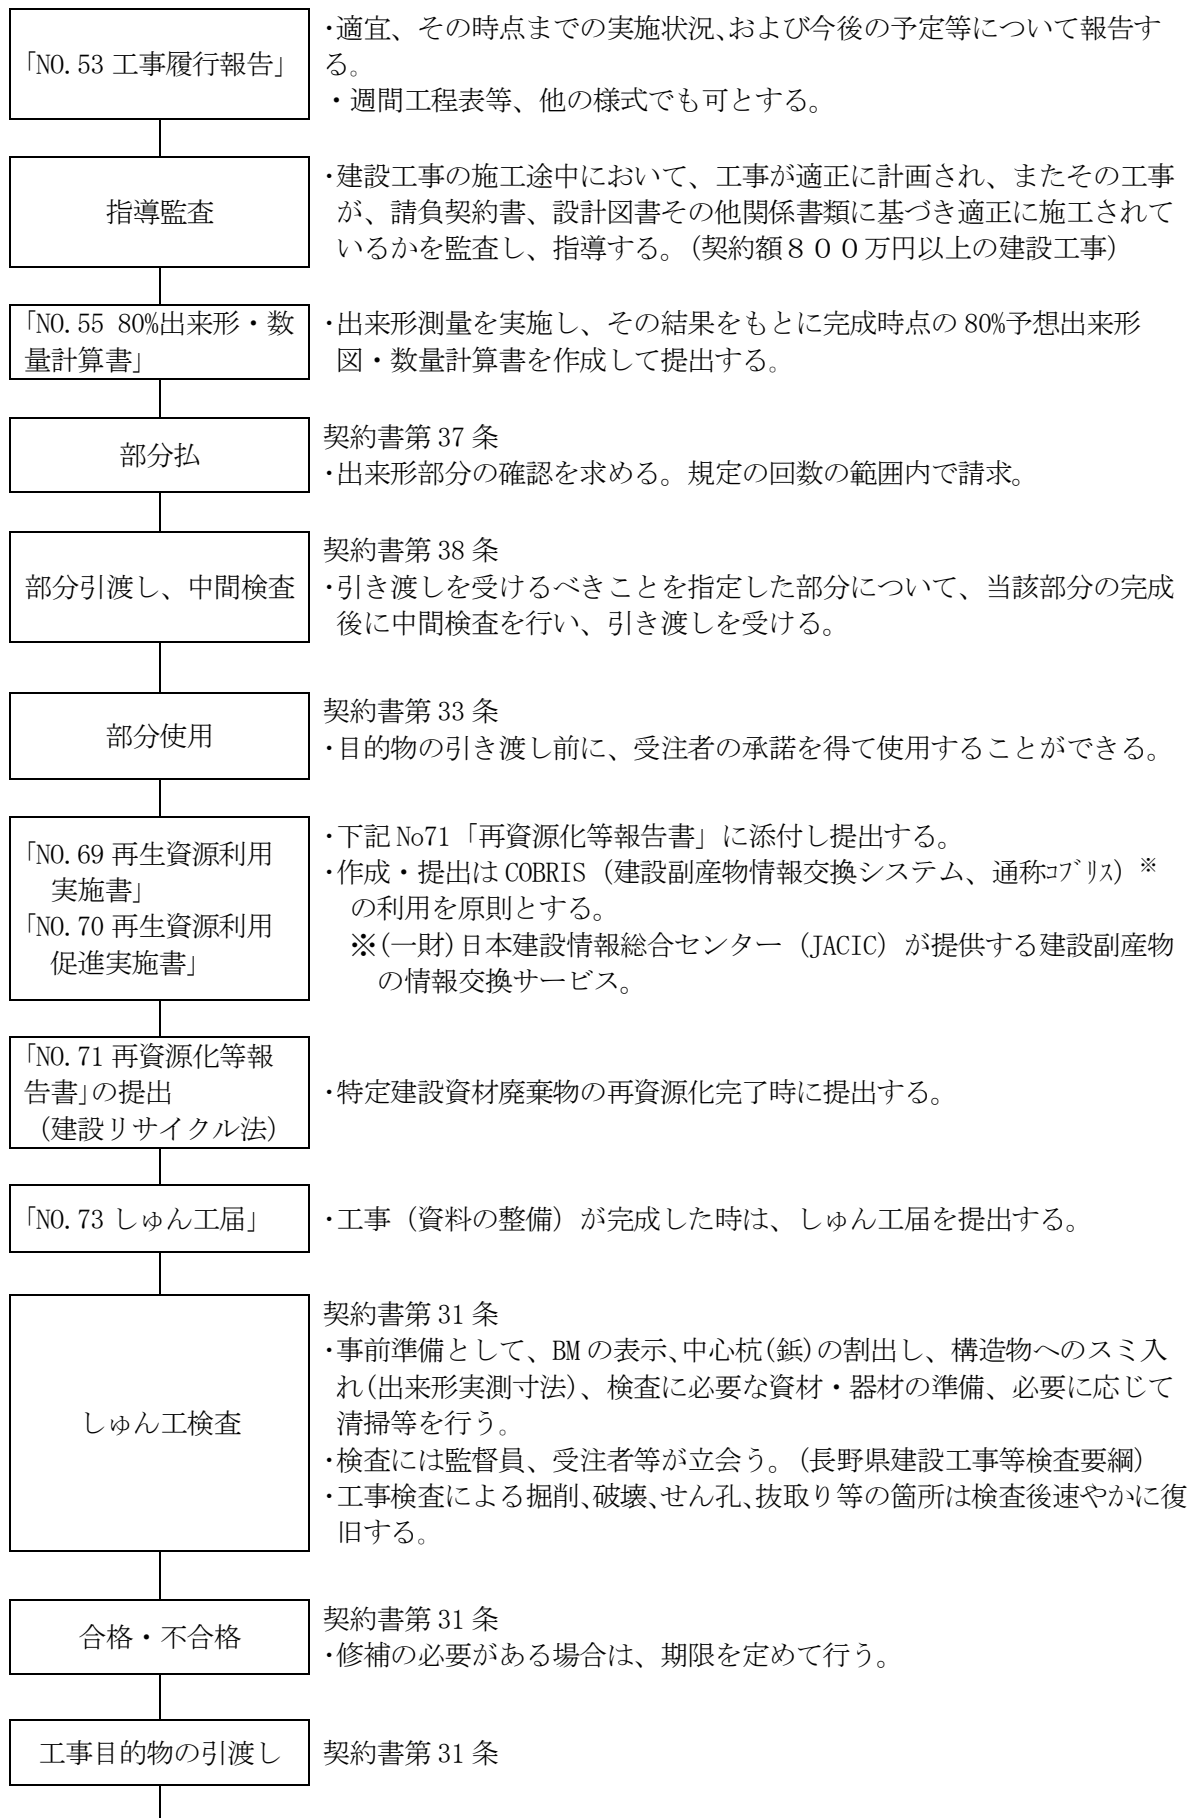 「NO.53 工事履行報告」
・適宜、その時点までの実施状況、および今後の予定等について報告す
る。
・週間工程表等、他の様式でも可とする。
指導監査
・建設工事の施工途中において、工事が適正に計画され、またその工事
が、請負契約書、設計図書その他関係書類に基づき適正に施工されて
いるかを監査し、指導する。(契約額８００万円以上の建設工事)
「NO.55 80%出来形・数
量計算書」
・出来形測量を実施し、その結果をもとに完成時点の 80%予想出来形
図・数量計算書を作成して提出する。
部分払
契約書第 37 条
・出来形部分の確認を求める。規定の回数の範囲内で請求。
部分引渡し、中間検査
契約書第 38 条
・引き渡しを受けるべきことを指定した部分について、当該部分の完成
後に中間検査を行い、引き渡しを受ける。
部分使用
契約書第 33 条
・目的物の引き渡し前に、受注者の承諾を得て使用することができる。
「NO.69 再生資源利用
実施書」
「NO.70 再生資源利用
促進実施書」
・下記 No71「再資源化等報告書」に添付し提出する。
・作成・提出は COBRIS（建設副産物情報交換システム、通称ｺﾌﾞﾘｽ）※
の利用を原則とする。
※(一財)日本建設情報総合センター（JACIC）が提供する建設副産物
の情報交換サービス。
「NO.71 再資源化等報
告書」の提出
（建設リサイクル法）
・特定建設資材廃棄物の再資源化完了時に提出する。
「NO.73 しゅん工届」
・工事（資料の整備）が完成した時は、しゅん工届を提出する。
しゅん工検査
契約書第 31 条
・事前準備として、BM の表示、中心杭(鋲)の割出し、構造物へのスミ入
れ(出来形実測寸法)、検査に必要な資材・器材の準備、必要に応じて
清掃等を行う。
・検査には監督員、受注者等が立会う。(長野県建設工事等検査要綱)
・工事検査による掘削、破壊、せん孔、抜取り等の箇所は検査後速やかに復
旧する。
合格・不合格
契約書第 31 条
・修補の必要がある場合は、期限を定めて行う。
工事目的物の引渡し
契約書第 31 条